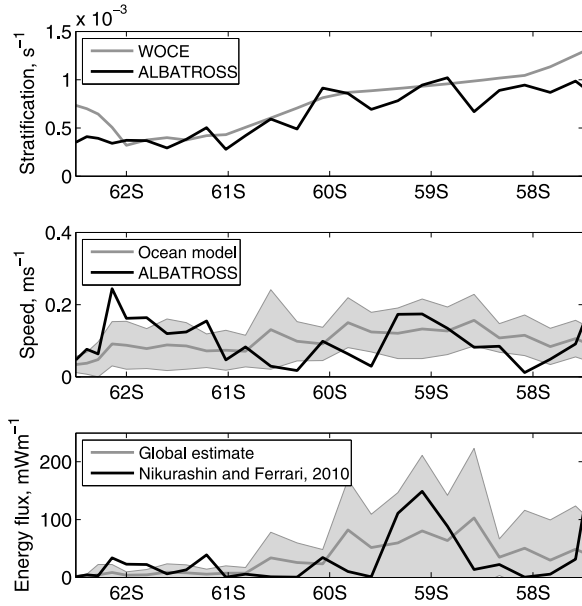 × 10⁻³
1.5
1
0.5
0
Stratification, s⁻¹
WOCE
ALBATROSS
62S 61S 60S 59S 58S
0.4
0.2
0
Speed, ms⁻¹
Ocean model
ALBATROSS
62S 61S 60S 59S 58S
200
100
0
Energy flux, mWm⁻¹
Global estimate
Nikurashin and Ferrari, 2010
62S 61S 60S 59S 58S